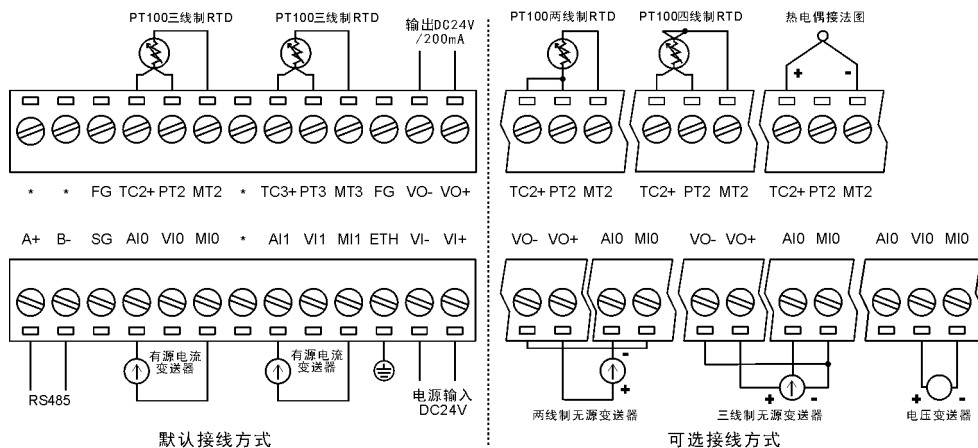 PT100三线制RTD PT100三线制RTD 输出DC24V
/200mA
PT100两线制RTD PT100四线制RTD 热电偶接法图
+ -
* * FG TC2+ PT2 MT2 * TC3+ PT3 MT3 FG VO- VO+
TC2+ PT2 MT2 TC2+ PT2 MT2 TC2+ PT2 MT2
A+ B- SG AI0 VI0 MI0 * AI1 VI1 MI1 ETH VI- VI+
VO- VO+ AI0 MI0 VO- VO+ AI0 MI0 AI0 VI0 MI0
RS485
有源电流
变送器
有源电流
变送器
电源输入
DC24V
-
+
两线制无源变送器
+ -
三线制无源变送器
+ -
电压变送器
默认接线方式 可选接线方式